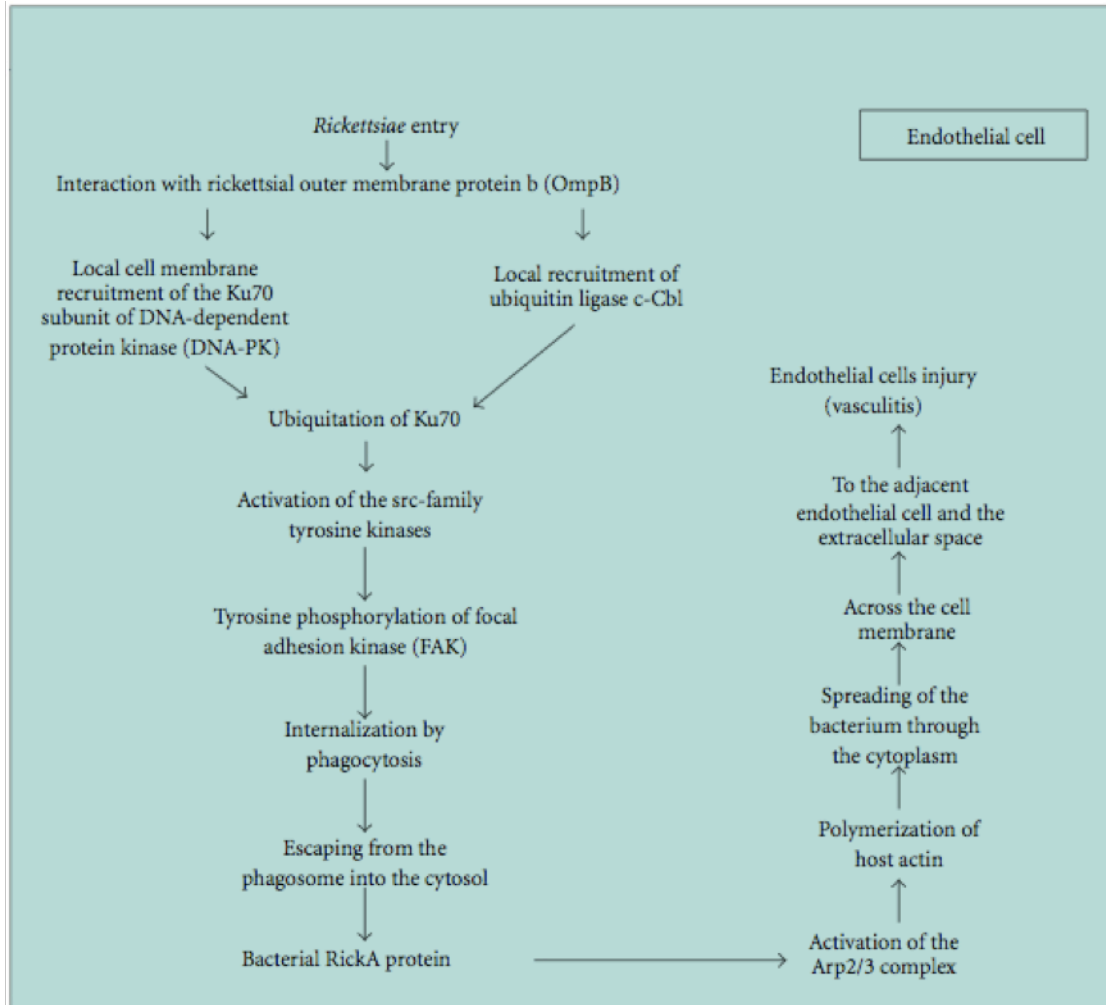 Rickettsiae entry
Endothelial cell
Interaction with rickettsial outer membrane protein b (OmpB)
Local cell membrane
recruitment of the Ku70
subunit of DNA-dependent
protein kinase (DNA-PK)
Local recruitment of
ubiquitin ligase c-Cbl
Ubiquitation of Ku70
Activation of the src-family
tyrosine kinases
Tyrosine phosphorylation of focal
adhesion kinase (FAK)
Internalization by
phagocytosis
Escaping from the
phagosome into the cytosol
Bacterial RickA protein
Activation of the
Arp2/3 complex
Polymerization of
host actin
Spreading of the
bacterium through
the cytoplasm
Across the cell
membrane
To the adjacent
endothelial cell and the
extracellular space
Endothelial cells injury
(vasculitis)